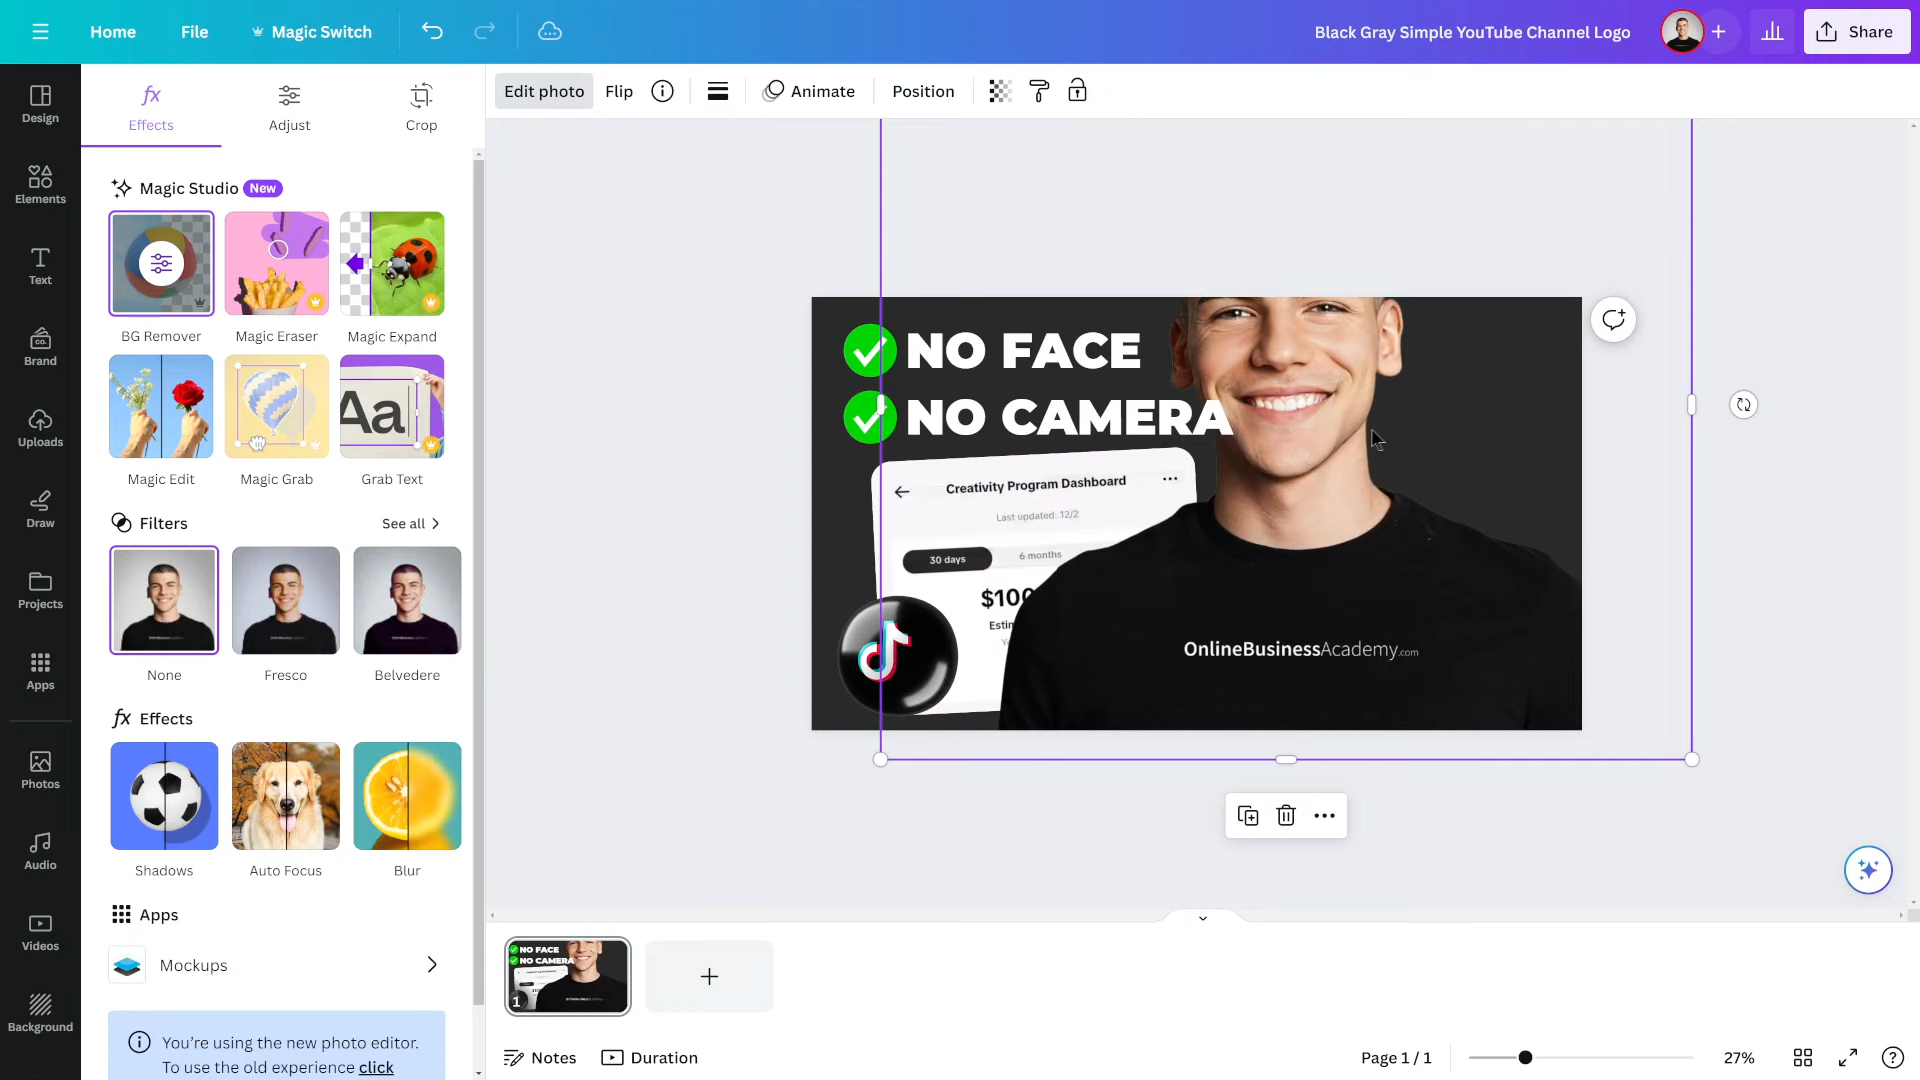 Home
File
Magic Switch
Black Gray Simple YouTube Channel Logo
Share
Design
Elements
Text
Brand
Uploads
Draw
Projects
Apps
Photos
Audio
Videos
Background
Effects
Adjust
Crop
Magic Studio New
BG Remover
Magic Eraser
Magic Expand
Aa
Magic Edit
Magic Grab
Grab Text
Filters
See all
None
Fresco
Belvedere
fx Effects
Shadows
Auto Focus
Blur
Apps
Mockups
You're using the new photo editor.
To use the old experience click
Edit photo
Flip
Animate
Position
NO FACE
NO CAMERA
Creativity Program Dashboard
Last updated: 12/2
30 days
6 months
$100
OnlineBusinessAcademy.com
NO FACE
NO CAMERA
1
Notes
Duration
Page 1 / 1
27%